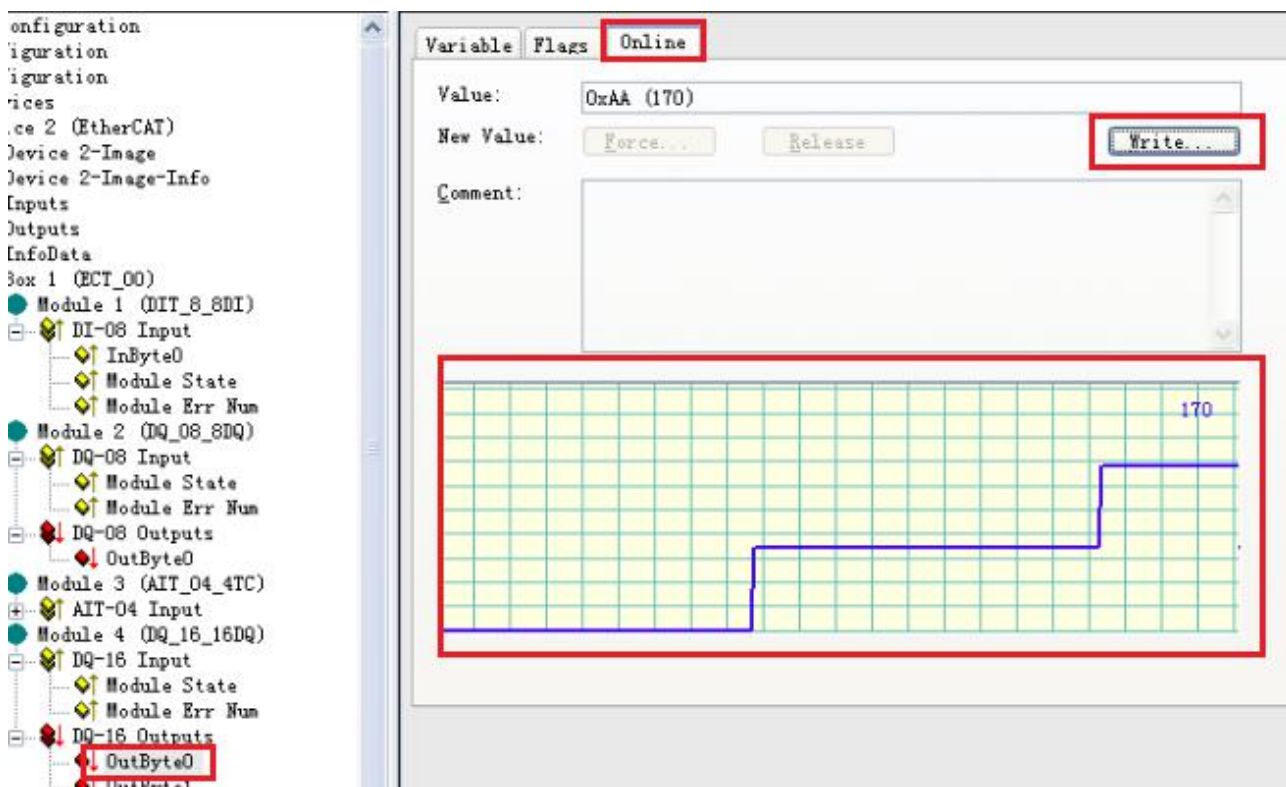 onfiguration
iguration
iguration
ices
ce 2 (EtherCAT)
Device 2-Image
Device 2-Image-Info
Inputs
Outputs
InfoData
Box 1 (ECT_00)
Module 1 (DIT_8_8DI)
DI-08 Input
InByte0
Module State
Module Err Num
Module 2 (DQ_08_8DQ)
DQ-08 Input
Module State
Module Err Num
DQ-08 Outputs
OutByte0
Module 3 (AIT_04_4TC)
AIT-04 Input
Module 4 (DQ_16_16DQ)
DQ-16 Input
Module State
Module Err Num
DQ-16 Outputs
OutByte0
OutByte1
Variable Flags Online
Value: 0xAA (170)
New Value: Force... Release Write...
Comment:
170